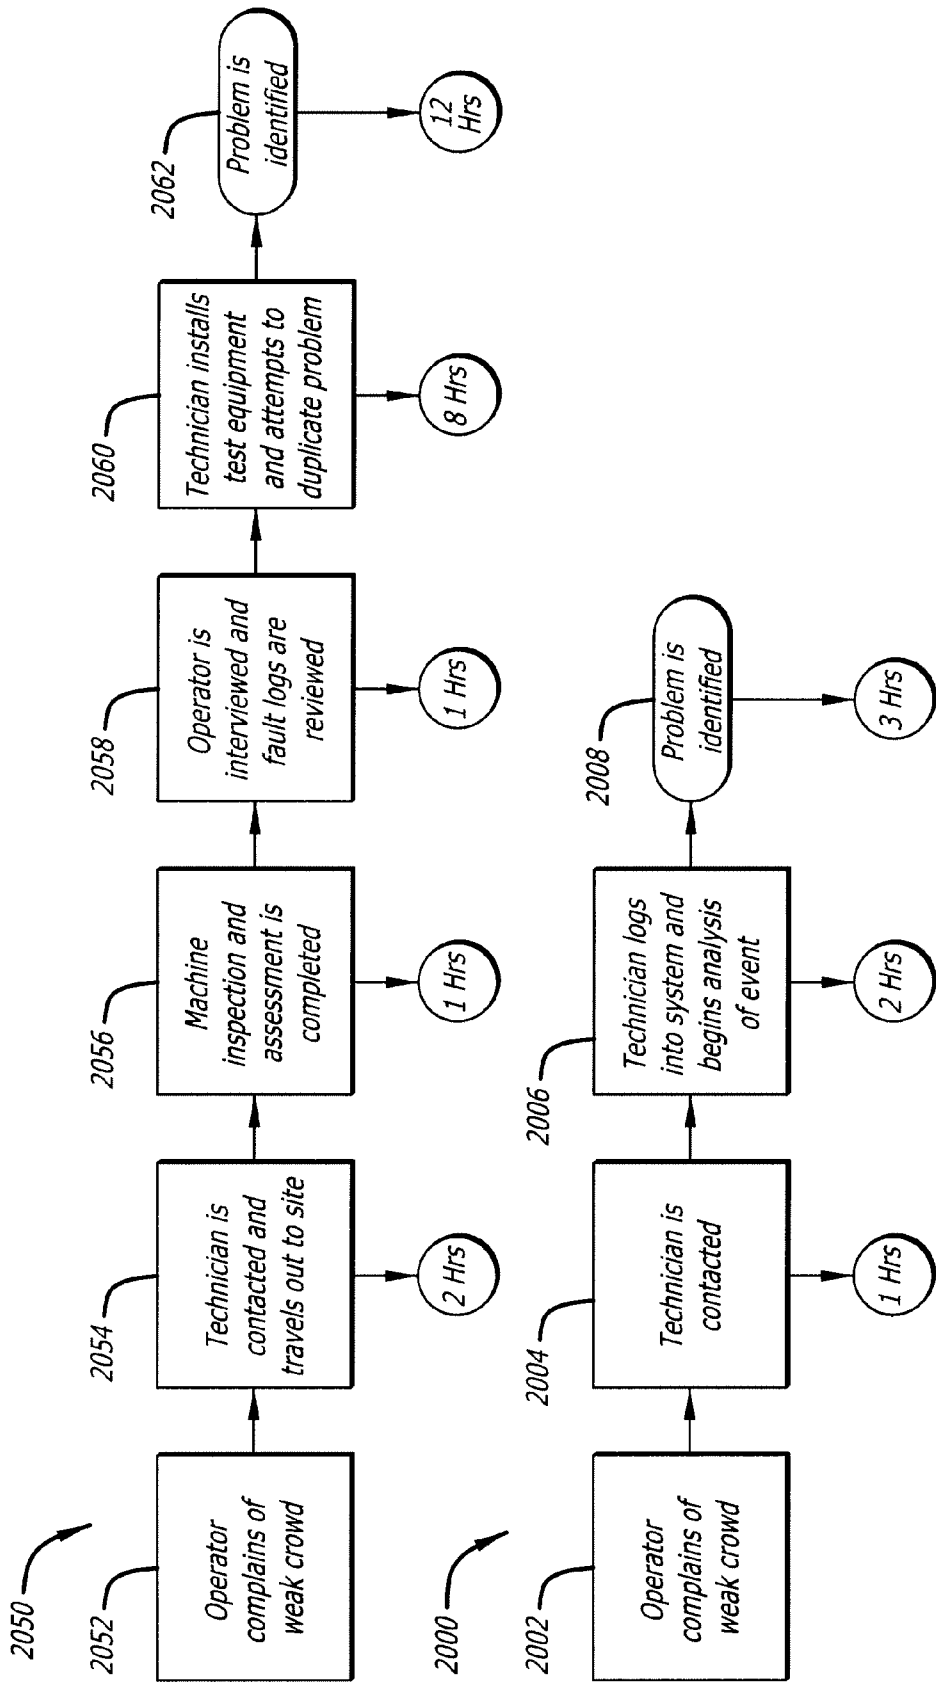 2050
2052
Operator
complains of
weak crowd
2054
Technician is
contacted and
travels out to site
2 Hrs
2056
Machine
inspection and
assessment is
completed
1 Hrs
2058
Operator is
interviewed and
fault logs are
reviewed
1 Hrs
2060
Technician installs
test equipment
and attempts to
duplicate problem
8 Hrs
2062
Problem is
identified
12
Hrs
2000
2002
Operator
complains of
weak crowd
2004
Technician is
contacted
1 Hrs
2006
Technician logs
into system and
begins analysis
of event
2 Hrs
2008
Problem is
identified
3 Hrs